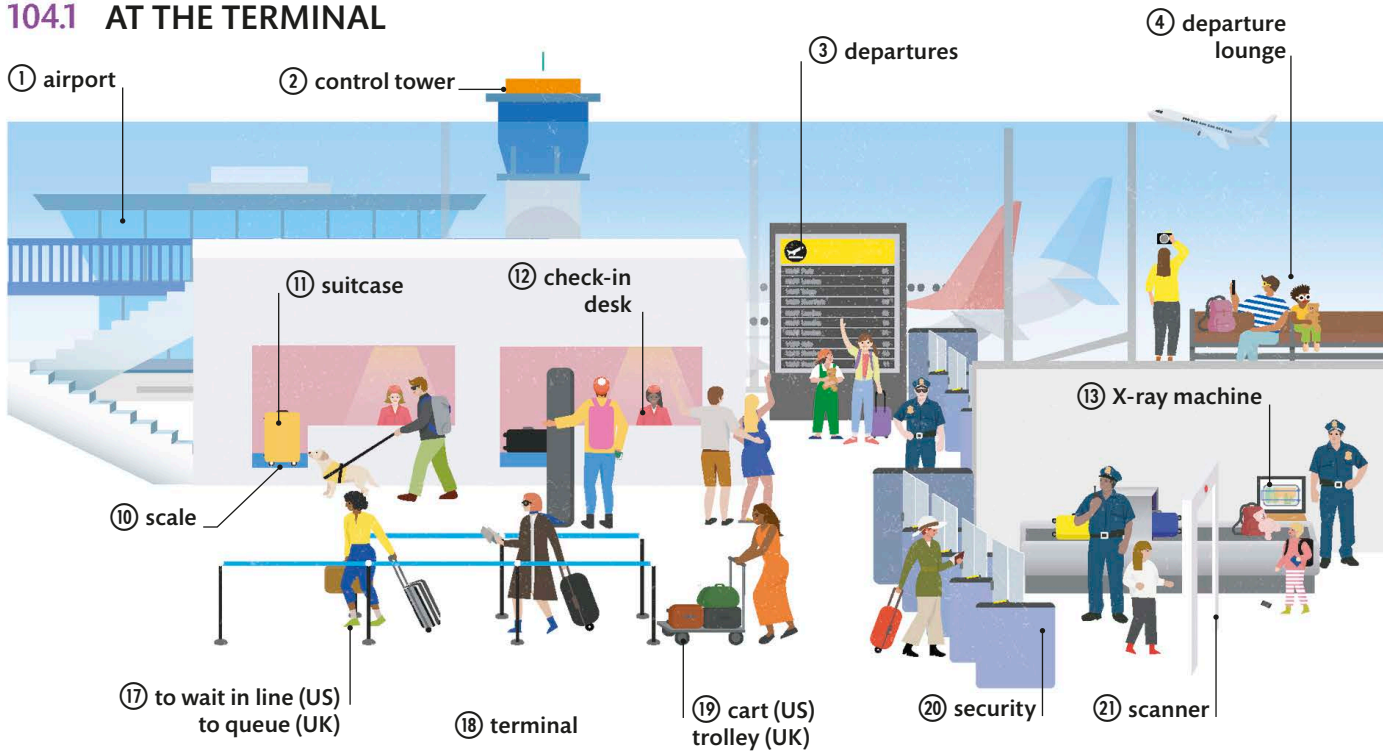 104.1 AT THE TERMINAL
① airport
② control tower
③ departures
④ departure
lounge
⑪ suitcase
⑫ check-in
desk
⑬ X-ray machine
⑩ scale
⑰ to wait in line (US)
to queue (UK)
⑱ terminal
⑲ cart (US)
trolley (UK)
⑳ security
㉑ scanner